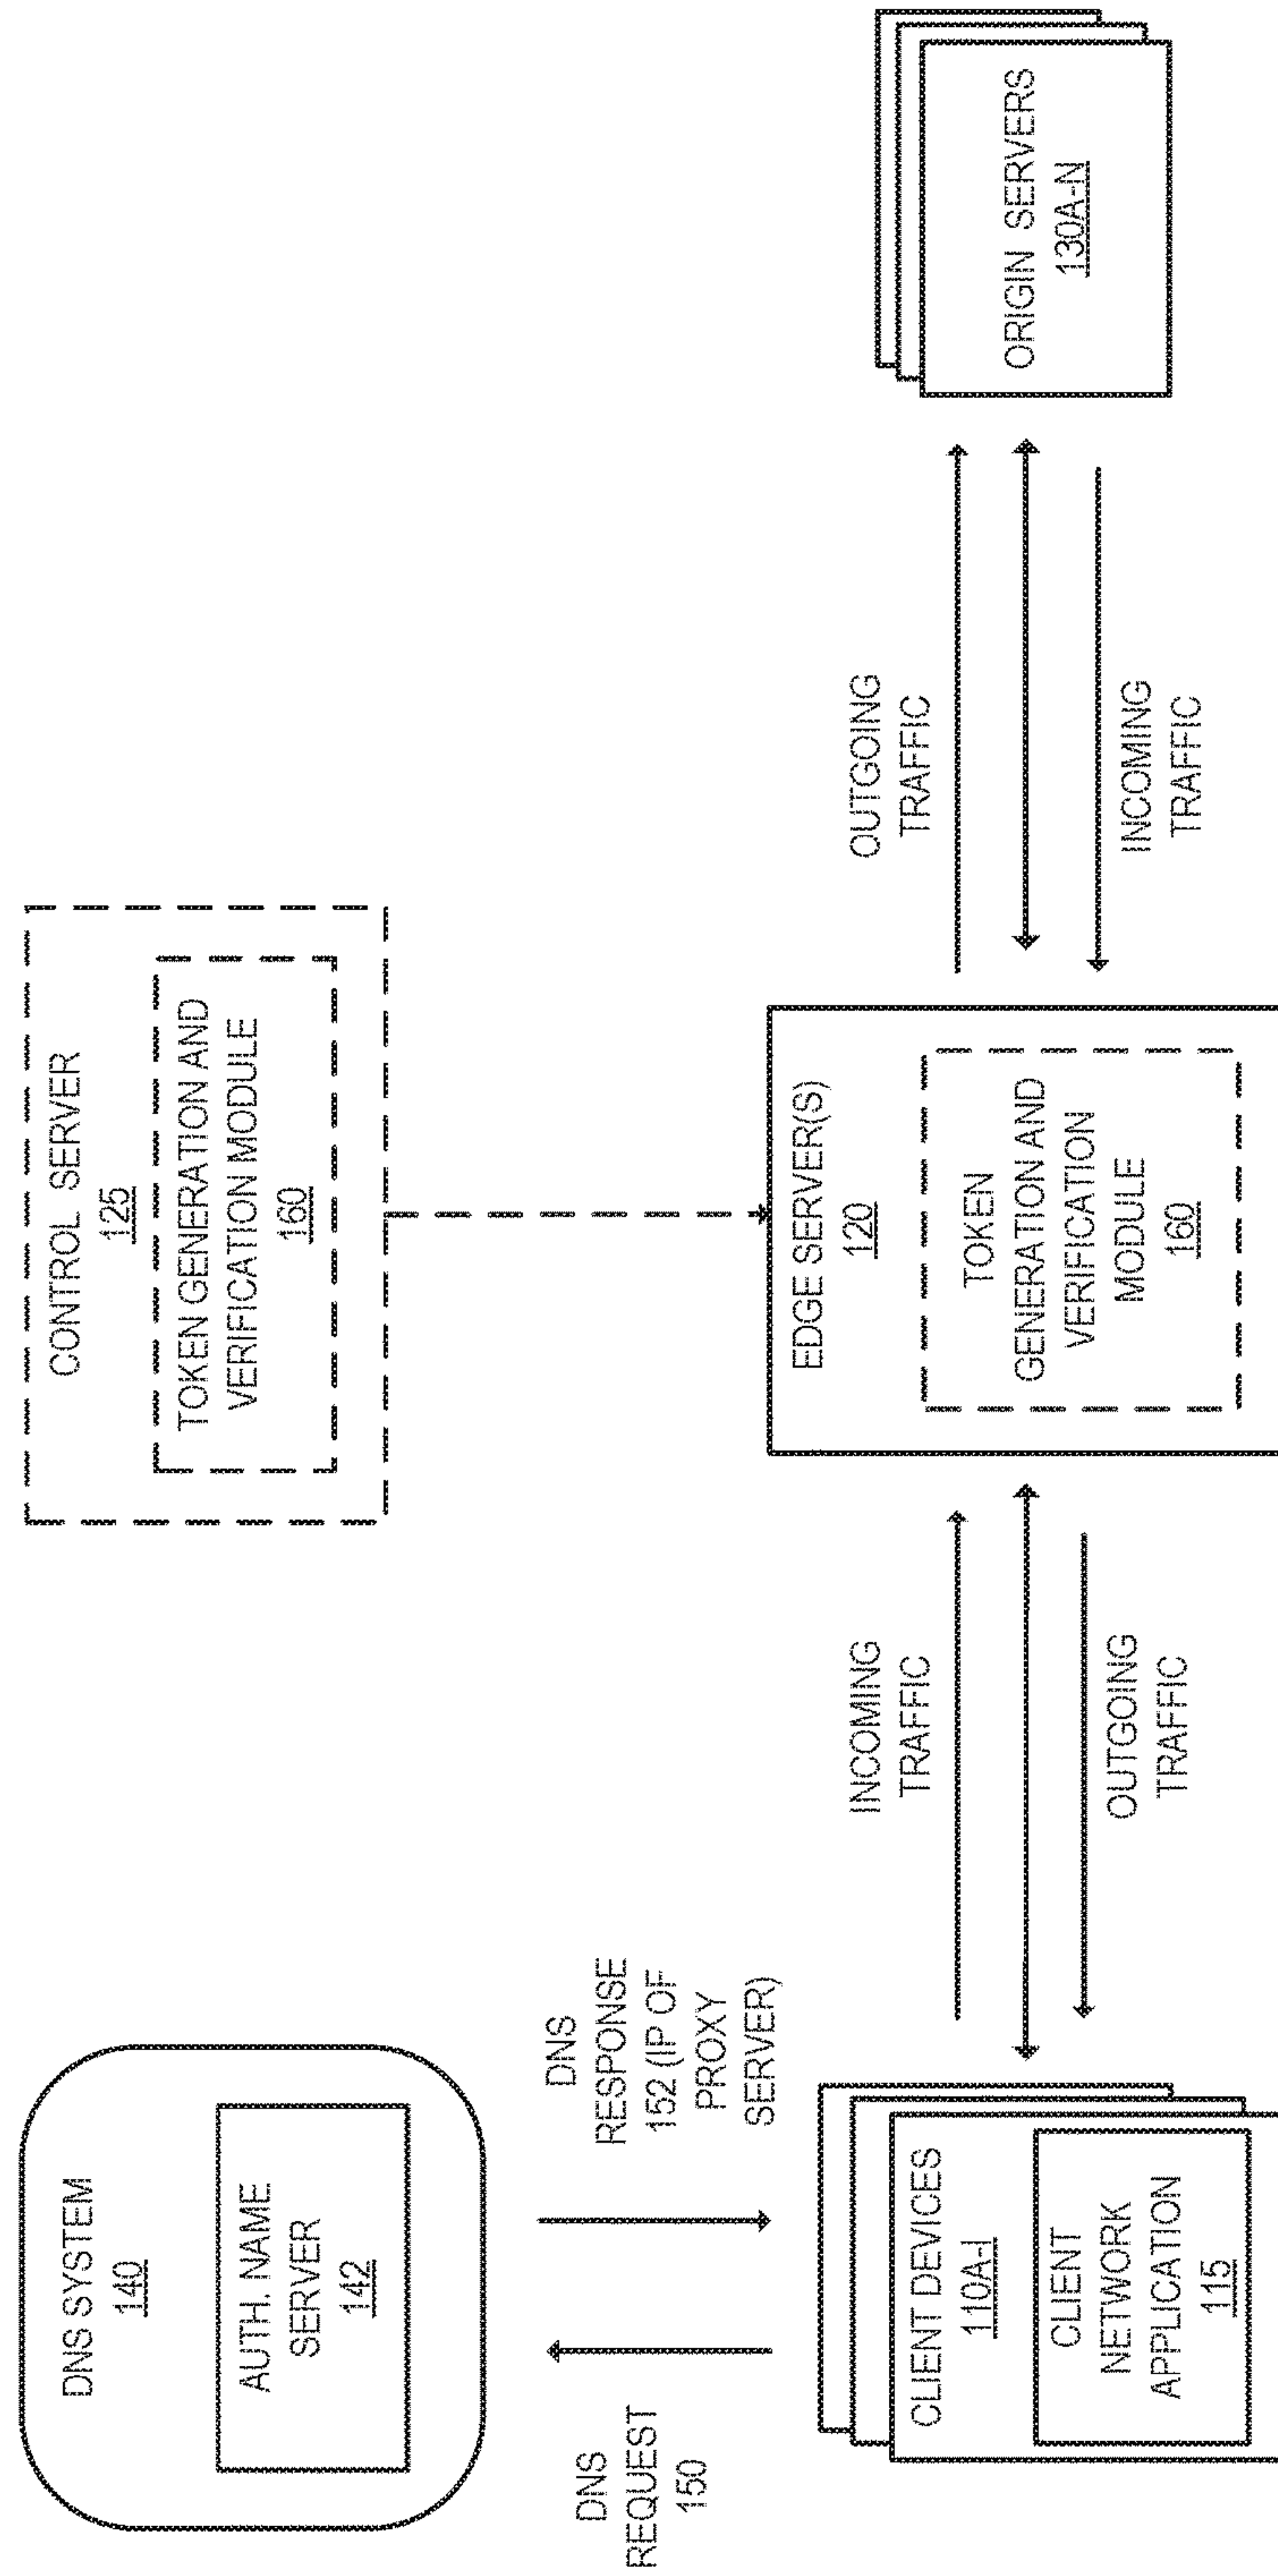 DNS SYSTEM
140
AUTH. NAME
SERVER
142
DNS
REQUEST
150
DNS
RESPONSE
152 (IP OF
PROXY
SERVER)
CLIENT DEVICES
110A-I
CLIENT
NETWORK
APPLICATION
115
INCOMING
TRAFFIC
OUTGOING
TRAFFIC
CONTROL SERVER
125
TOKEN GENERATION AND
VERIFICATION MODULE
160
EDGE SERVER(S)
120
TOKEN
GENERATION AND
VERIFICATION
MODULE
160
OUTGOING
TRAFFIC
INCOMING
TRAFFIC
ORIGIN SERVERS
130A-N